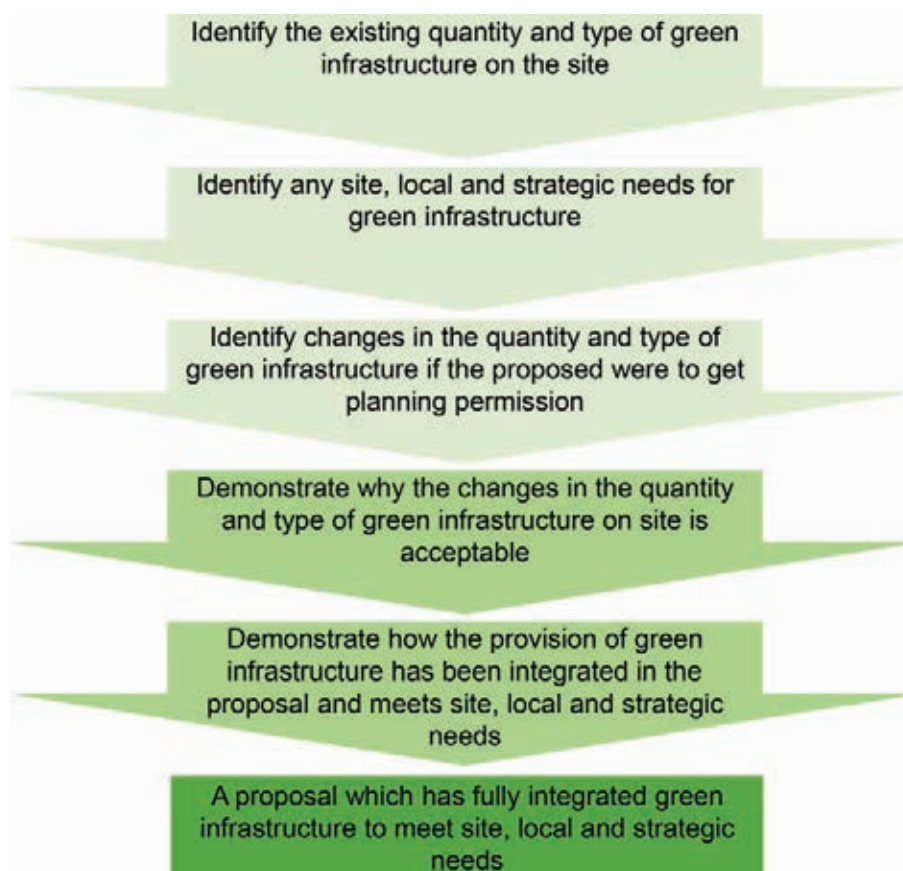 Identify the existing quantity and type of green
infrastructure on the site
Identify any site, local and strategic needs for
green infrastructure
Identify changes in the quantity and type of
green infrastructure if the proposed were to get
planning permission
Demonstrate why the changes in the quantity
and type of green infrastructure on site is
acceptable
Demonstrate how the provision of green
infrastructure has been integrated in the
proposal and meets site, local and strategic
needs
A proposal which has fully integrated green
infrastructure to meet site, local and strategic
needs